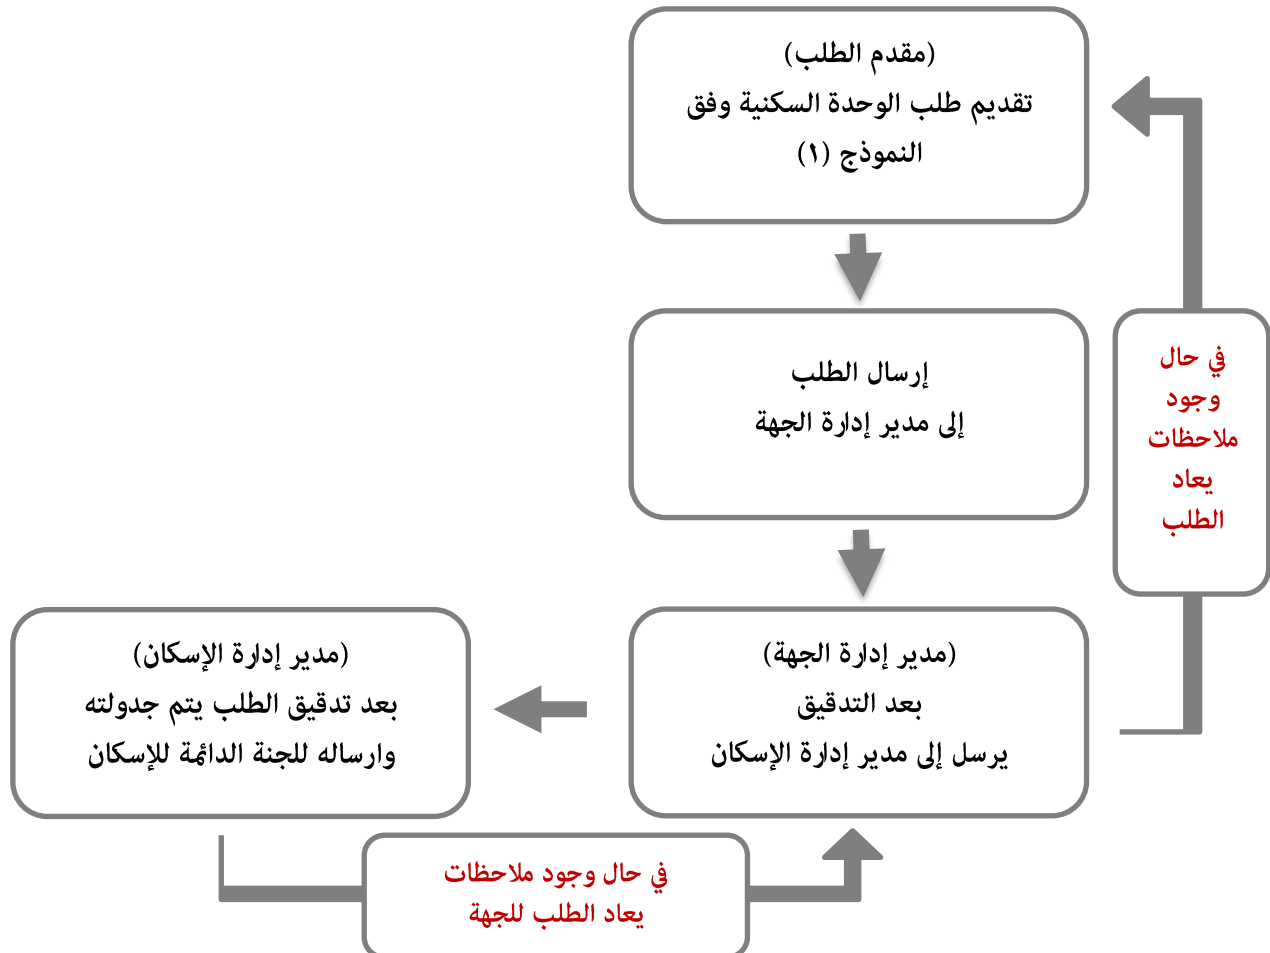 (مقدم الطلب)
تقديم طلب الوحدة السكنية وفق
النموذج (١)
إرسال الطلب
إلى مدير إدارة الجهة
في حال
وجود
ملاحظات
يعاد
الطلب
(مدير إدارة الجهة)
بعد التدقيق
يرسل إلى مدير إدارة الإسكان
(مدير إدارة الإسكان)
بعد تدقيق الطلب يتم جدولته
وارساله للجنة الدائمة للإسكان
في حال وجود ملاحظات
يعاد الطلب للجهة